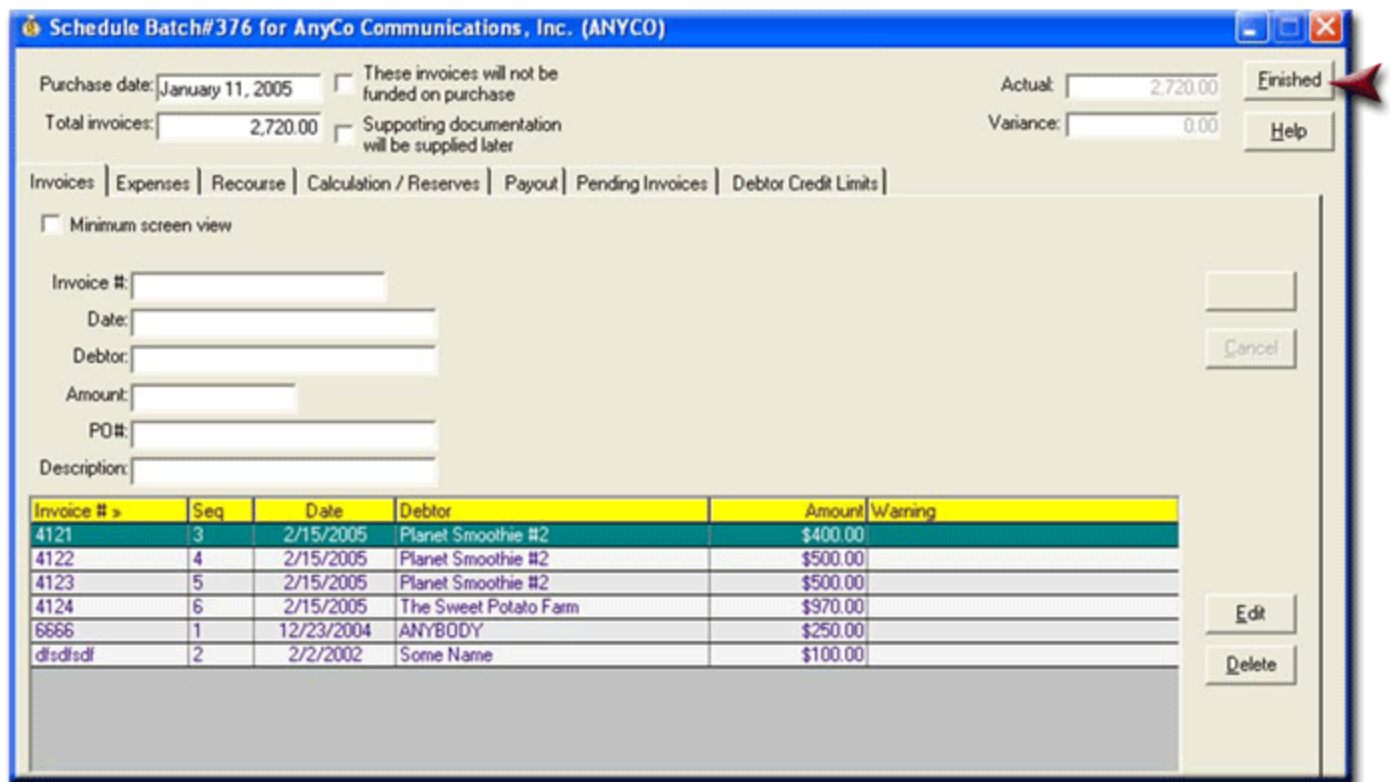 Schedule Batch#376 for AnyCo Communications, Inc. (ANYCO)
Purchase date: January 11, 2005 These invoices will not be Actual: 2,720.00 Finished
funded on purchase
Total invoices: 2,720.00 Supporting documentation Variance: 0.00 Help
will be supplied later
Invoices Expenses Recourse Calculation / Reserves Payout Pending Invoices Debtor Credit Limits
Minimum screen view
Invoice #:
Date:
Debtor: Cancel
Amount:
PO#:
Description:
Invoice # » Seq Date Debtor Amount Warning
4121 3 2/15/2005 Planet Smoothie #2 $400.00
4122 4 2/15/2005 Planet Smoothie #2 $500.00
4123 5 2/15/2005 Planet Smoothie #2 $500.00
4124 6 2/15/2005 The Sweet Potato Farm $970.00 Edit
6666 1 12/23/2004 ANYBODY $250.00
dfsdfsdf 2 2/2/2002 Some Name $100.00 Delete